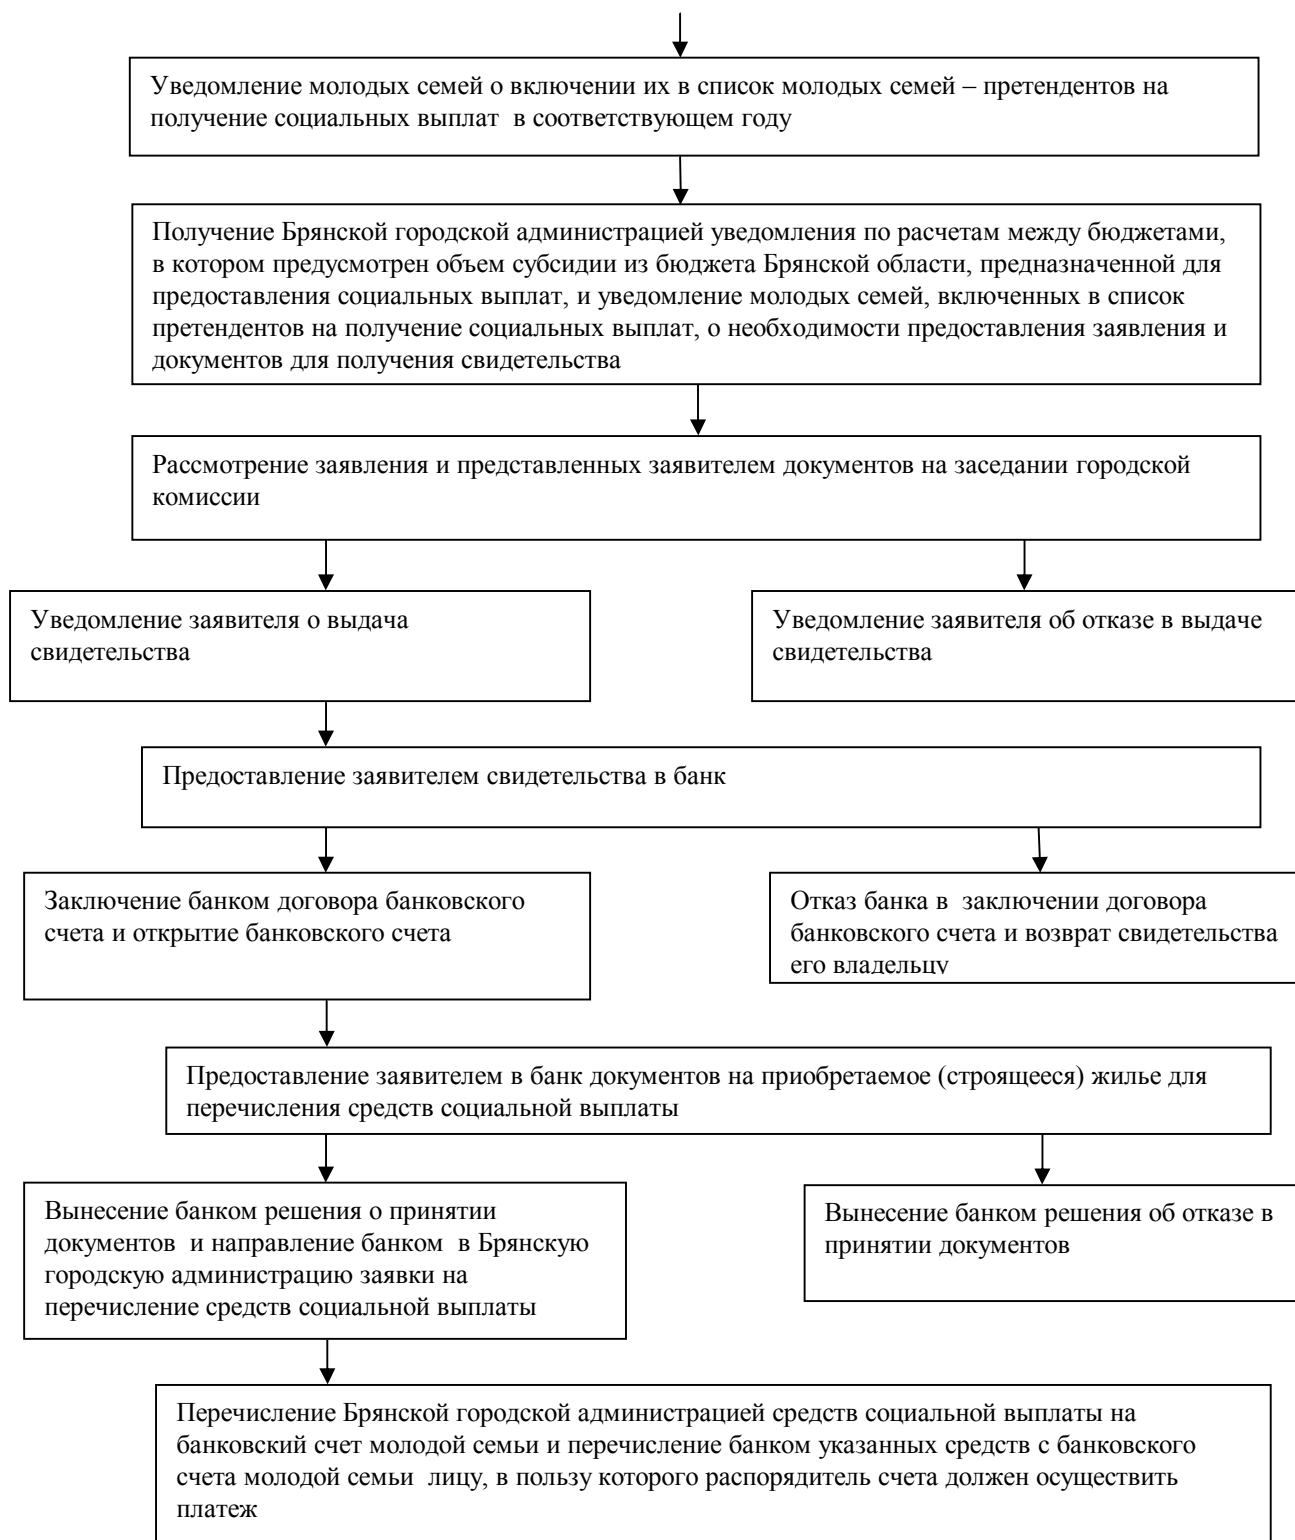 Уведомление молодых семей о включении их в список молодых семей – претендентов на
получение социальных выплат  в соответствующем году
Получение Брянской городской администрацией уведомления по расчетам между бюджетами,
в котором предусмотрен объем субсидии из бюджета Брянской области, предназначенной для
предоставления социальных выплат, и уведомление молодых семей, включенных в список
претендентов на получение социальных выплат, о необходимости предоставления заявления и
документов для получения свидетельства
Рассмотрение заявления и представленных заявителем документов на заседании городской
комиссии
Уведомление заявителя о выдача
свидетельства
Уведомление заявителя об отказе в выдаче
свидетельства
Предоставление заявителем свидетельства в банк
Заключение банком договора банковского
счета и открытие банковского счета
Отказ банка в  заключении договора
банковского счета и возврат свидетельства
его владельцу
Предоставление заявителем в банк документов на приобретаемое (строящееся) жилье для
перечисления средств социальной выплаты
Вынесение банком решения о принятии
документов  и направление банком  в Брянскую
городскую администрацию заявки на
перечисление средств социальной выплаты
Вынесение банком решения об отказе в
принятии документов
Перечисление Брянской городской администрацией средств социальной выплаты на
банковский счет молодой семьи и перечисление банком указанных средств с банковского
счета молодой семьи  лицу, в пользу которого распорядитель счета должен осуществить
платеж